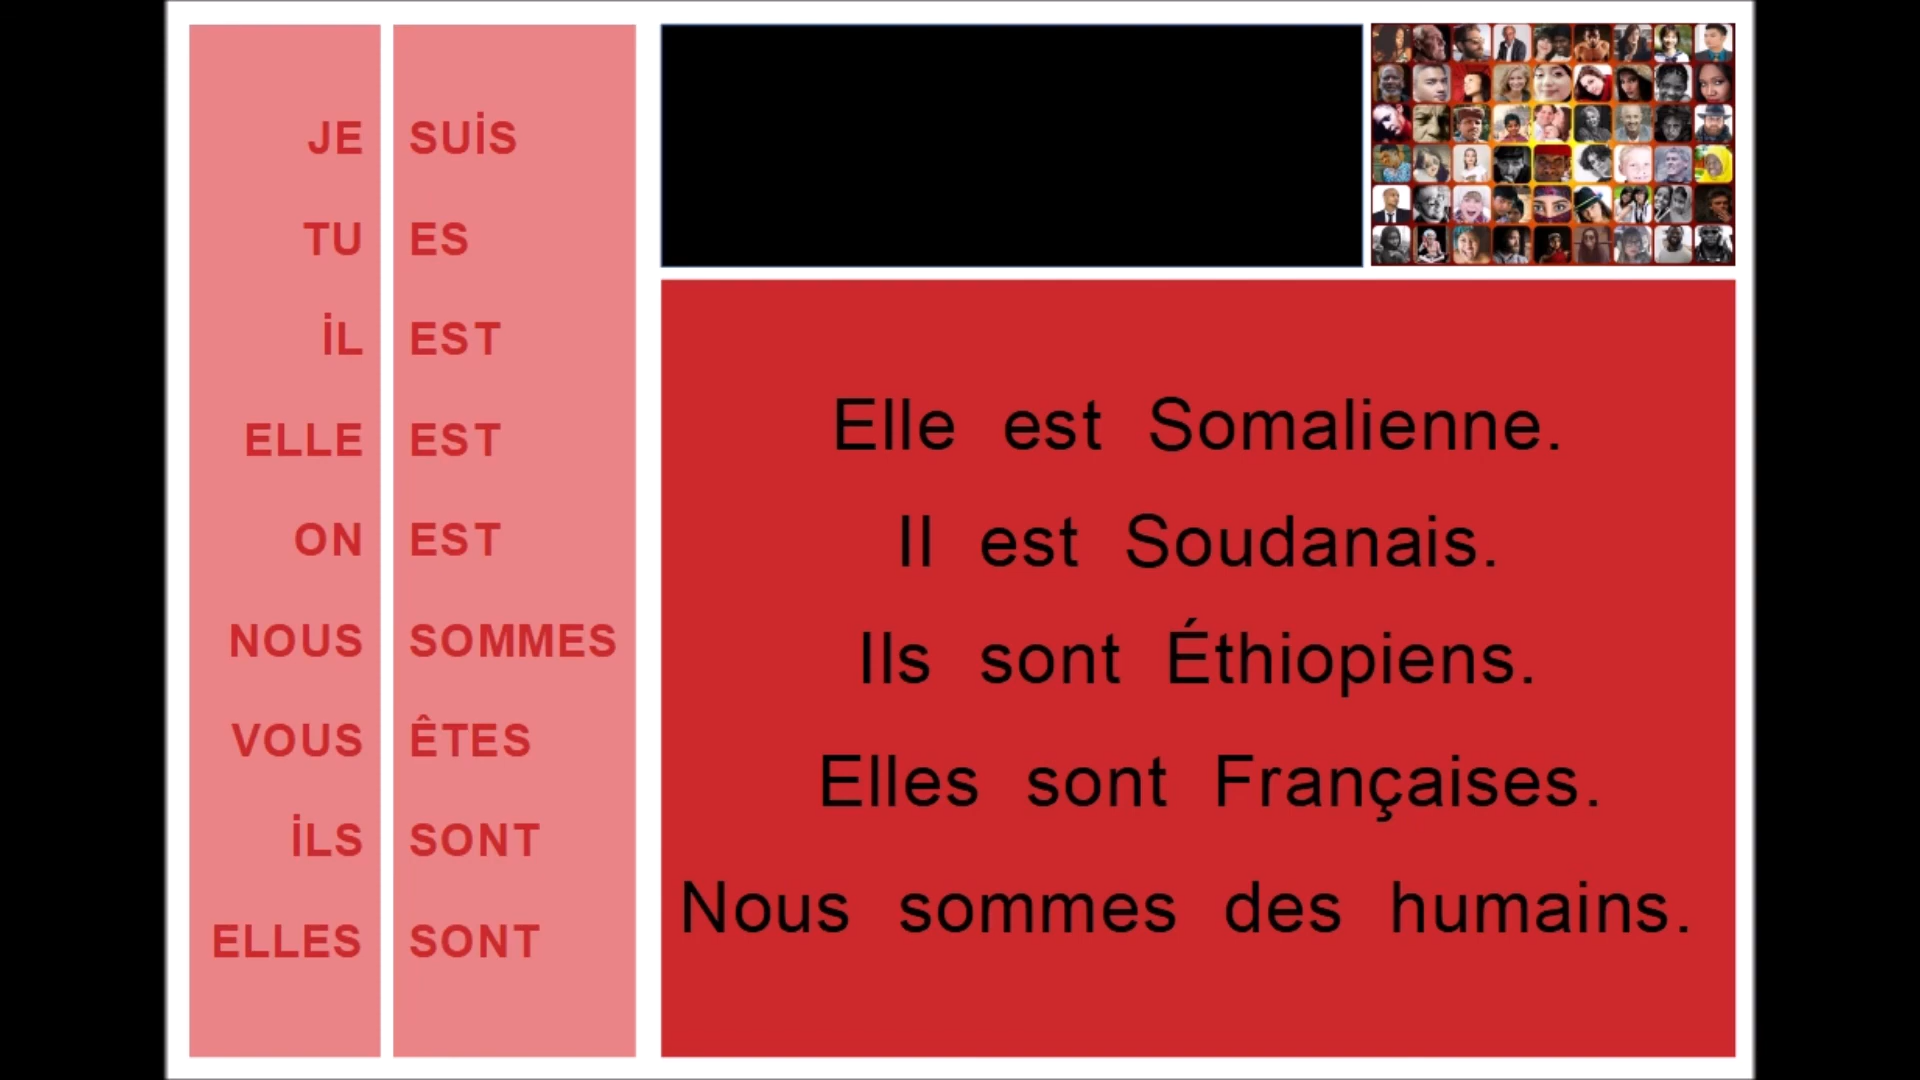 JE SUİS
TU ES
İL EST
ELLE EST
ON EST
NOUS SOMMES
VOUS ÊTES
İLS SONT
ELLES SONT
Elle est Somalienne.
Il est Soudanais.
Ils sont Éthiopiens.
Elles sont Françaises.
Nous sommes des humains.